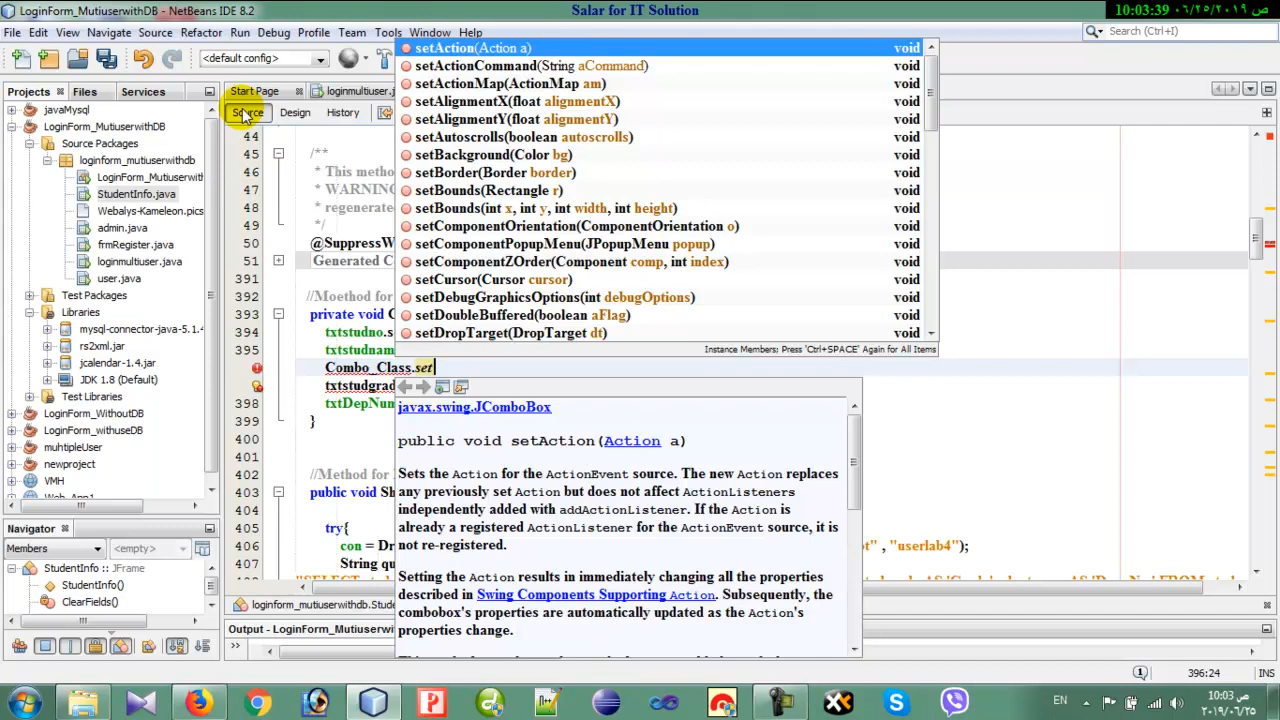 LoginForm_MutiuserwithDB - NetBeans IDE 8.2
Salar for IT Solution
10:03:39 ٠٦/٢٥/٢٠١٩ ص
File Edit View Navigate Source Refactor Run Debug Profile Team Tools Window Help
Search (Ctrl+I)
<default config>
Projects Files Services
Start Page loginmultiuser.j
Source Design History
javaMysql
LoginForm_MutiuserwithDB
Source Packages
loginform_mutiuserwithdb
LoginForm_Mutiuserwith
StudentInfo.java
Webalys-Kameleon.pics
admin.java
frmRegister.java
loginmultiuser.java
user.java
Test Packages
Libraries
mysql-connector-java-5.1.4
rs2xml.jar
jcalendar-1.4.jar
JDK 1.8 (Default)
Test Libraries
LoginForm_WithoutDB
LoginForm_withuseDB
muhtipleUser
newproject
VMH
Web_App1
Navigator
Members <empty>
StudentInfo :: JFrame
StudentInfo()
ClearFields()
44
45 /**
46 * This method
47 * WARNING
48 * regenerated
49 */
50 @SuppressW
51 Generated C
391
392 //Moethod for
393 private void C
394 txtstudno.s
395 txtstudnam
Combo_Class.set
txtstudgrad
398 txtDepNum
399 }
400
401
402 //Method for
403 public void Sh
404
405 try{
406 con = Dr ot" , "userlab4");
407 String qu
setAction(Action a) void
setActionCommand(String aCommand) void
setActionMap(ActionMap am) void
setAlignmentX(float alignmentX) void
setAlignmentY(float alignmentY) void
setAutoscrolls(boolean autoscrolls) void
setBackground(Color bg) void
setBorder(Border border) void
setBounds(Rectangle r) void
setBounds(int x, int y, int width, int height) void
setComponentOrientation(ComponentOrientation o) void
setComponentPopupMenu(JPopupMenu popup) void
setComponentZOrder(Component comp, int index) void
setCursor(Cursor cursor) void
setDebugGraphicsOptions(int debugOptions) void
setDoubleBuffered(boolean aFlag) void
setDropTarget(DropTarget dt) void
Instance Members; Press 'Ctrl+SPACE' Again for All Items
javax.swing.JComboBox
public void setAction(Action a)
Sets the Action for the ActionEvent source. The new Action replaces
any previously set Action but does not affect ActionListeners
independently added with addActionListener. If the Action is
already a registered ActionListener for the ActionEvent source, it is
not re-registered.
Setting the Action results in immediately changing all the properties
described in Swing Components Supporting Action. Subsequently, the
combobox's properties are automatically updated as the Action's
properties change.
loginform_mutiuserwithdb.Stude
Output - LoginForm_Mutiuserwith
1 396:24 INS
EN
10:03 ص
٢٠١٩/٠٦/٢٥